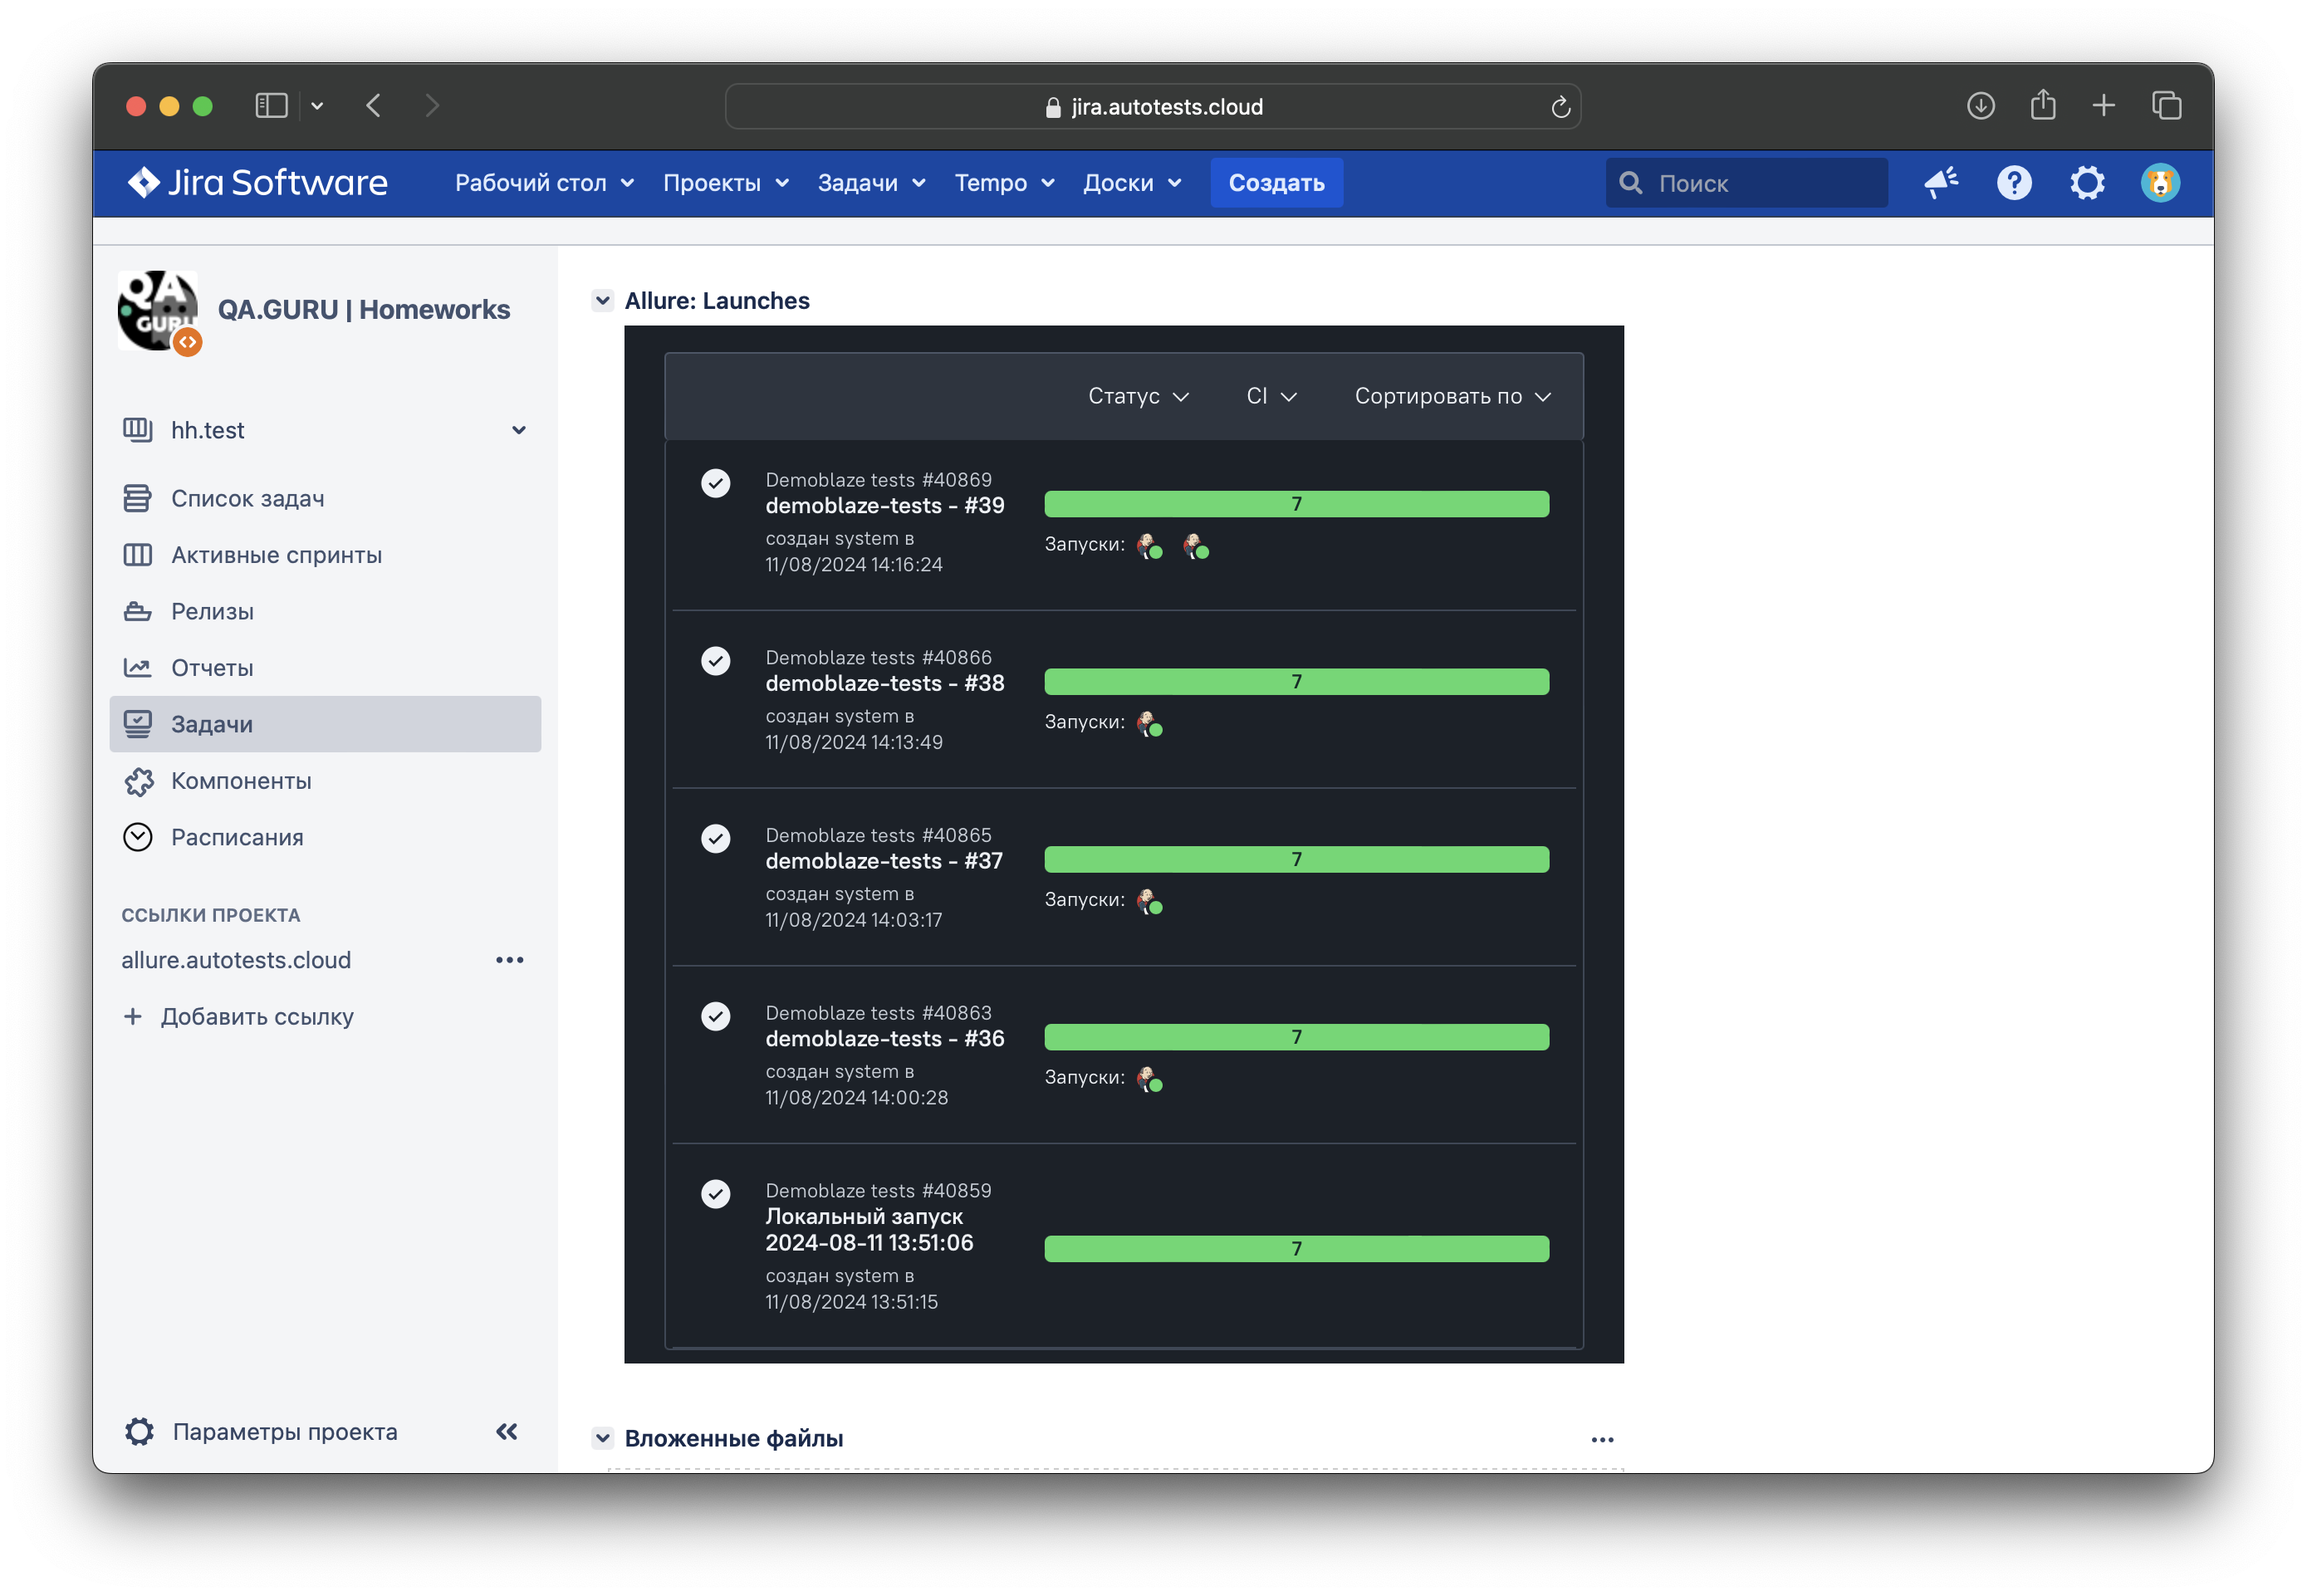 jira.autotests.cloud
Jira Software
Рабочий стол
Проекты
Задачи
Tempo
Доски
Создать
Поиск
QA
GURU
QA.GURU | Homeworks
hh.test
Список задач
Активные спринты
Релизы
Отчеты
Задачи
Компоненты
Расписания
ССЫЛКИ ПРОЕКТА
allure.autotests.cloud
Добавить ссылку
Параметры проекта
Allure: Launches
Статус
CI
Сортировать по
Demoblaze tests #40869
demoblaze-tests - #39
создан system в
11/08/2024 14:16:24
7
Запуски:
Demoblaze tests #40866
demoblaze-tests - #38
создан system в
11/08/2024 14:13:49
7
Запуски:
Demoblaze tests #40865
demoblaze-tests - #37
создан system в
11/08/2024 14:03:17
7
Запуски:
Demoblaze tests #40863
demoblaze-tests - #36
создан system в
11/08/2024 14:00:28
7
Запуски:
Demoblaze tests #40859
Локальный запуск
2024-08-11 13:51:06
создан system в
11/08/2024 13:51:15
7
Вложенные файлы